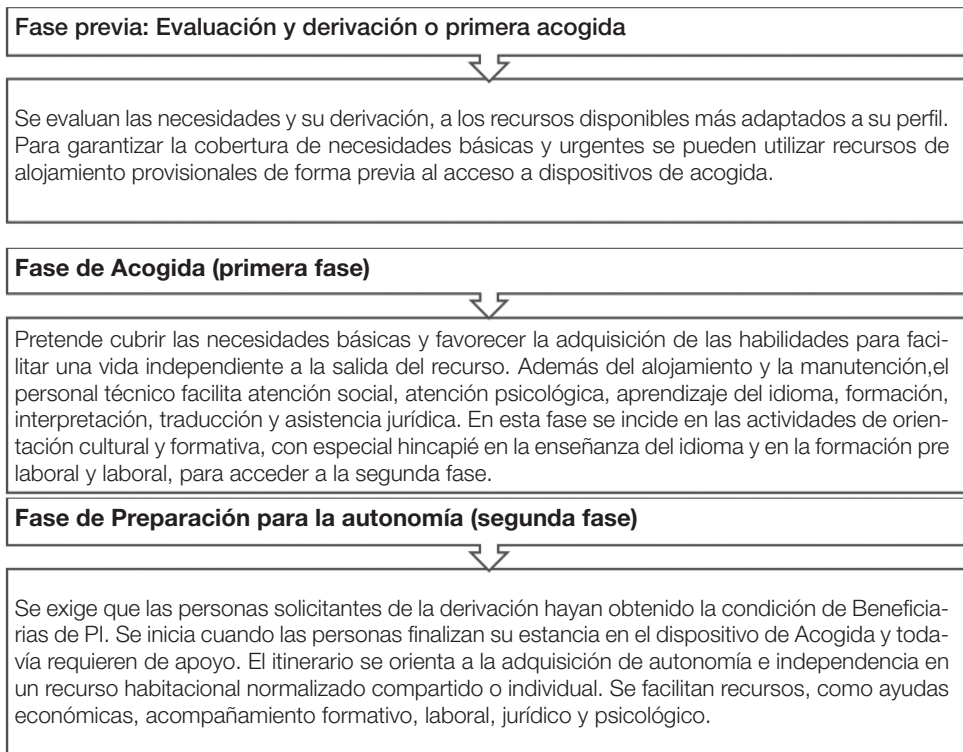 Fase previa: Evaluación y derivación o primera acogida
Se evaluan las necesidades y su derivación, a los recursos disponibles más adaptados a su perfil.
Para garantizar la cobertura de necesidades básicas y urgentes se pueden utilizar recursos de
alojamiento provisionales de forma previa al acceso a dispositivos de acogida.
Fase de Acogida (primera fase)
Pretende cubrir las necesidades básicas y favorecer la adquisición de las habilidades para faci-
litar una vida independiente a la salida del recurso. Además del alojamiento y la manutención,el
personal técnico facilita atención social, atención psicológica, aprendizaje del idioma, formación,
interpretación, traducción y asistencia jurídica. En esta fase se incide en las actividades de orien-
tación cultural y formativa, con especial hincapié en la enseñanza del idioma y en la formación pre
laboral y laboral, para acceder a la segunda fase.
Fase de Preparación para la autonomía (segunda fase)
Se exige que las personas solicitantes de la derivación hayan obtenido la condición de Beneficia-
rias de PI. Se inicia cuando las personas finalizan su estancia en el dispositivo de Acogida y toda-
vía requieren de apoyo. El itinerario se orienta a la adquisición de autonomía e independencia en
un recurso habitacional normalizado compartido o individual. Se facilitan recursos, como ayudas
económicas, acompañamiento formativo, laboral, jurídico y psicológico.